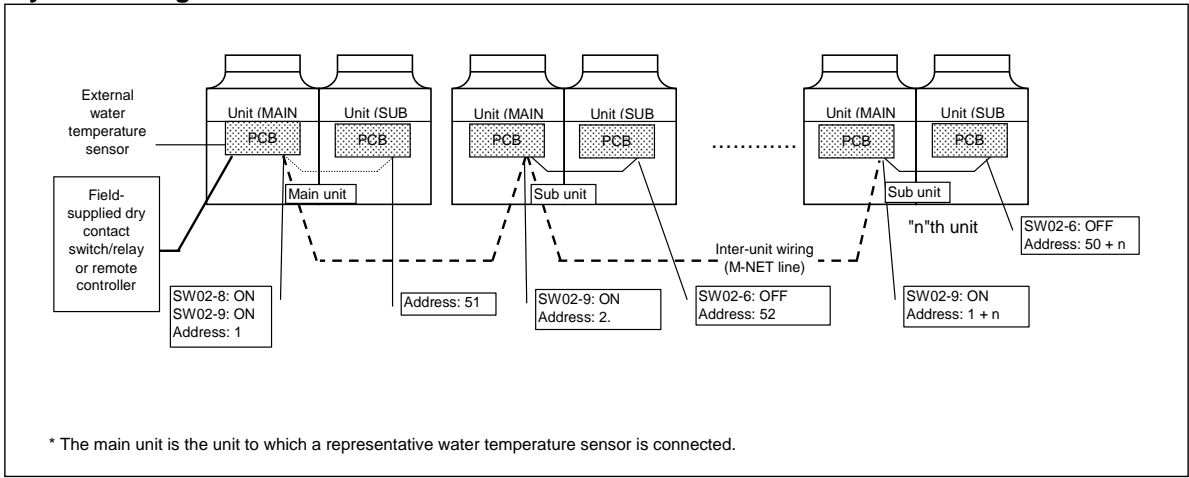 External
water
temperature
sensor
Unit (MAIN
Unit (SUB
Unit (MAIN
Unit (SUB
Unit (MAIN
Unit (SUB
PCB
PCB
PCB
PCB
PCB
PCB
Main unit
Sub unit
Sub unit
Field-
supplied dry
contact
switch/relay
or remote
controller
"n"th unit
SW02-6: OFF
Address: 50 + n
Inter-unit wiring
(M-NET line)
SW02-8: ON
SW02-9: ON
Address: 1
Address: 51
SW02-9: ON
Address: 2.
SW02-6: OFF
Address: 52
SW02-9: ON
Address: 1 + n
* The main unit is the unit to which a representative water temperature sensor is connected.